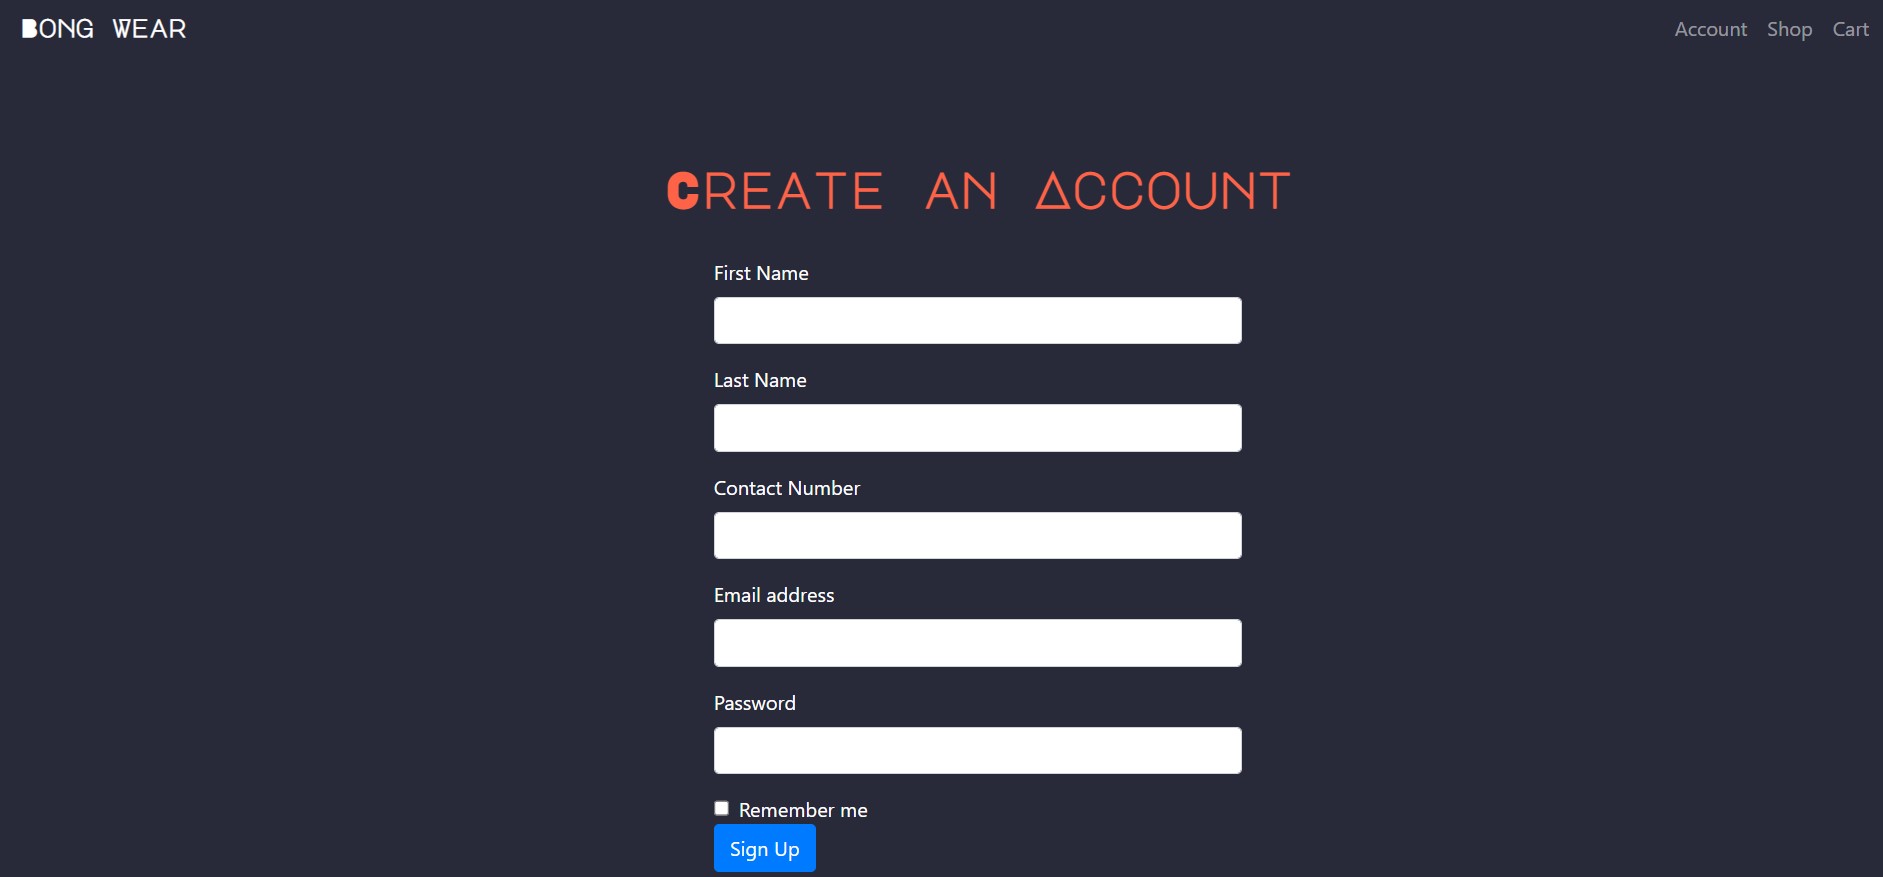 Bong Wear
Account Shop Cart
Create an Account
First Name
Last Name
Contact Number
Email address
Password
Remember me
Sign Up